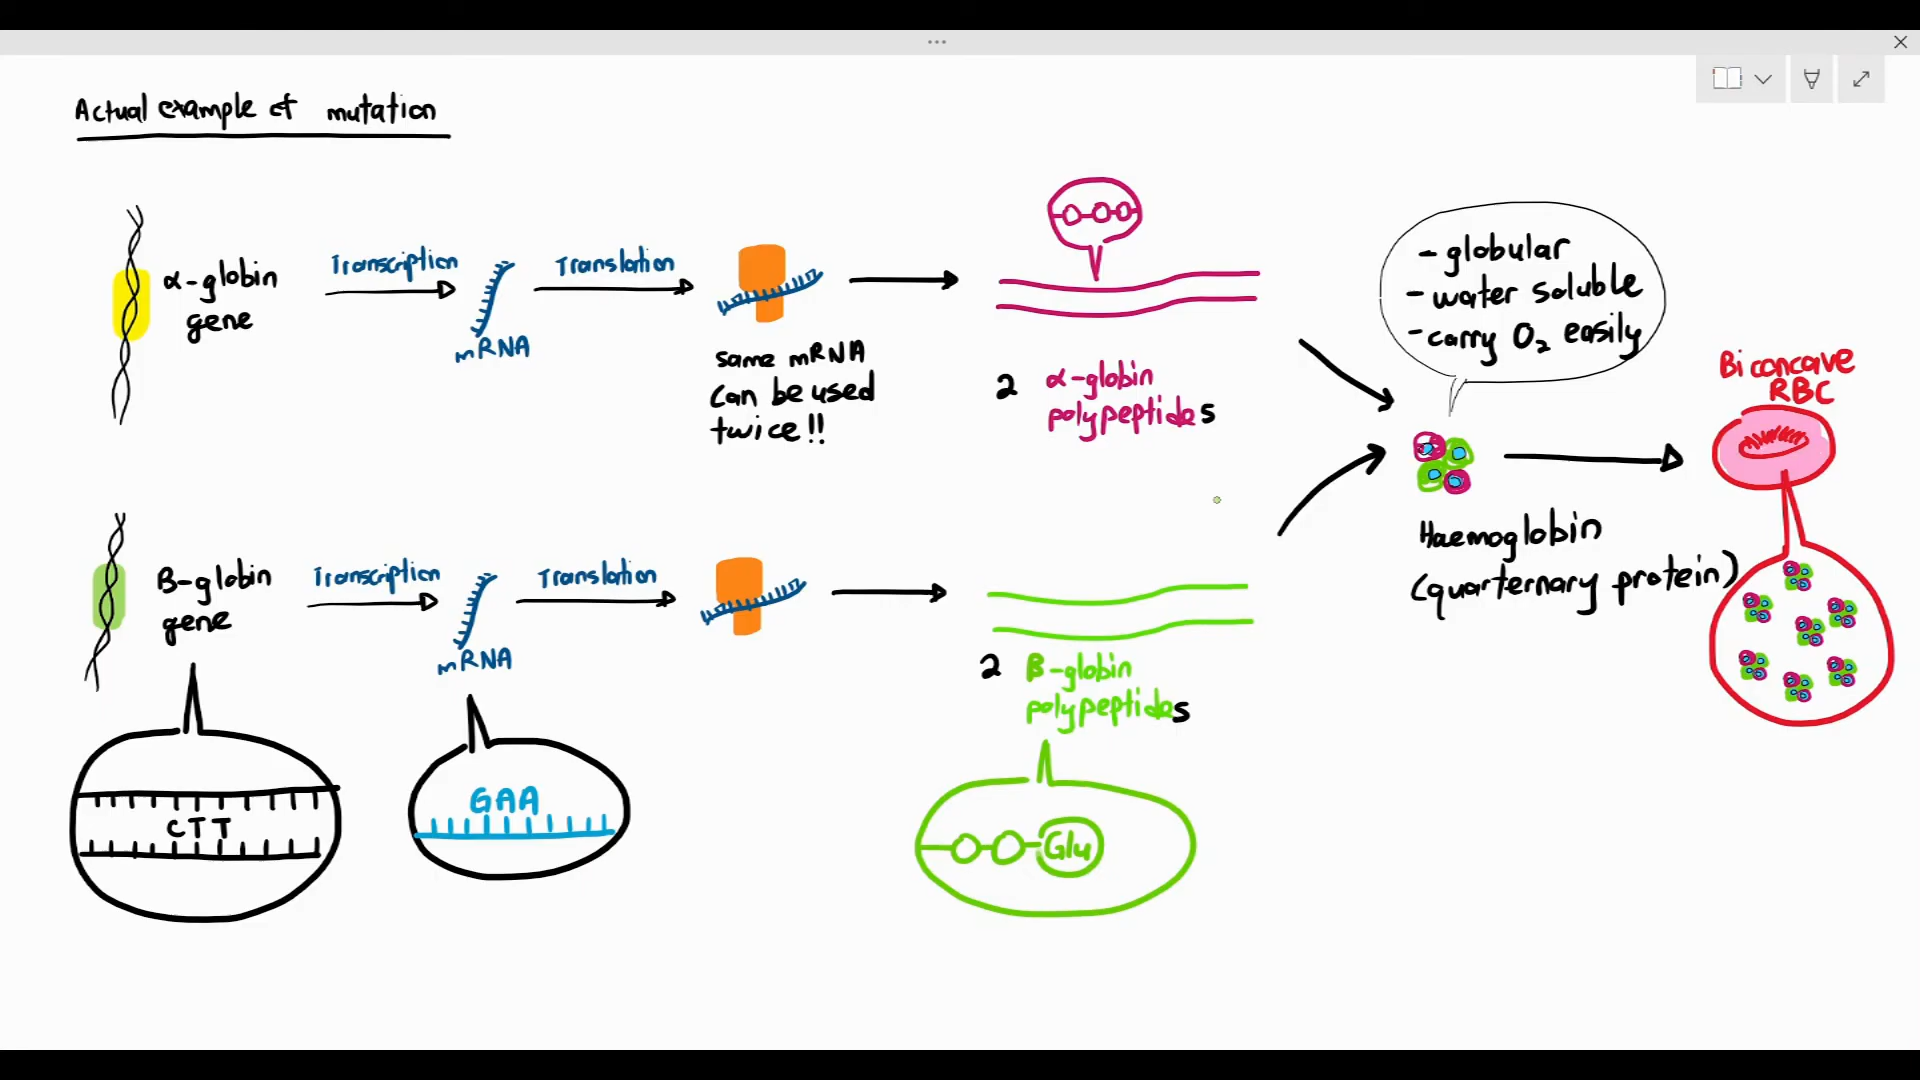 Actual example of mutation
α-globin
gene
Transcription
mRNA
Translation
same mRNA
can be used
twice!!
2 α-globin
polypeptides
- globular
- water soluble
- carry O₂ easily
Biconcave
RBC
Haemoglobin
(quarternary protein)
β-globin
gene
Transcription
mRNA
Translation
2 β-globin
polypeptides
CTT
GAA
Glu